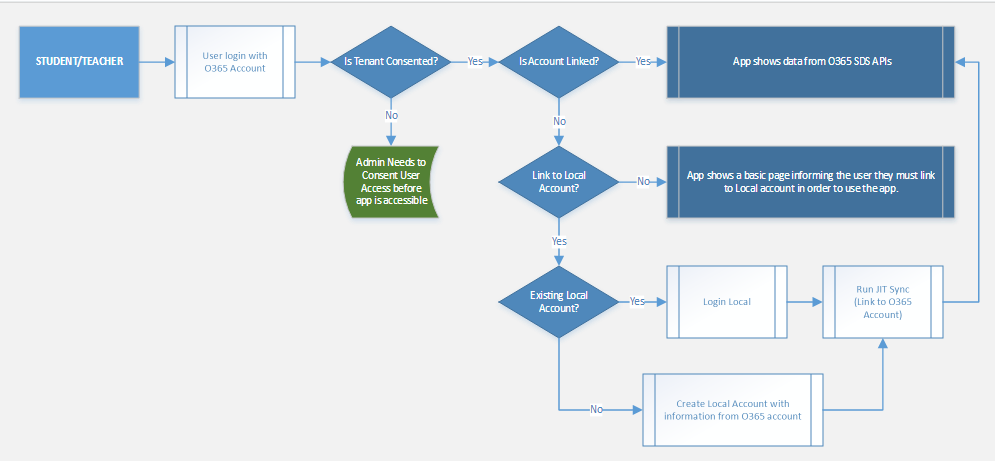 STUDENT/TEACHER
User login with
O365 Account
Is Tenant Consented?
Yes
Is Account Linked?
Yes
App shows data from O365 SDS APIs
No
No
Admin Needs to
Consent User
Access before
app is accessible
Link to Local
Account?
No
App shows a basic page informing the user they must link
to Local account in order to use the app.
Yes
Existing Local
Account?
Yes
Login Local
Run JIT Sync
(Link to O365
Account)
No
Create Local Account with
information from O365 account